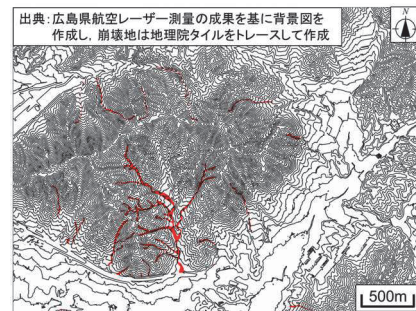 出典：広島県航空レーザー測量の成果を基に背景図を
作成し，崩壊地は地理院タイルをトレースして作成
N
500m